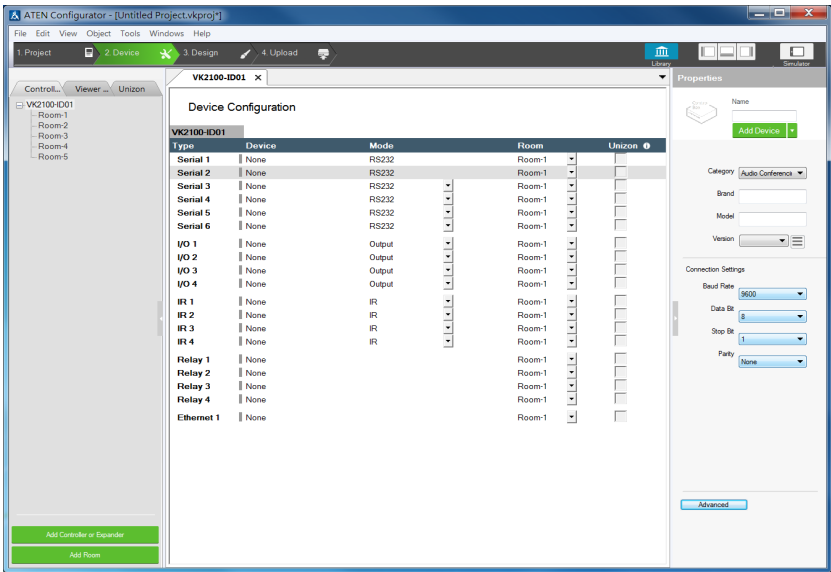 ATEN Configurator - [Untitled Project.vkproj*]
File Edit View Object Tools Windows Help
1. Project 2. Device 3. Design 4. Upload
Library
Simulator
Controll... Viewer ... Unizon
VK2100-ID01
Room-1
Room-2
Room-3
Room-4
Room-5
Add Controller or Expander
Add Room
VK2100-ID01
Device Configuration
VK2100-ID01
Type Device Mode Room Unizon
Serial 1 None RS232 Room-1
Serial 2 None RS232 Room-1
Serial 3 None RS232 Room-1
Serial 4 None RS232 Room-1
Serial 5 None RS232 Room-1
Serial 6 None RS232 Room-1
I/O 1 None Output Room-1
I/O 2 None Output Room-1
I/O 3 None Output Room-1
I/O 4 None Output Room-1
IR 1 None IR Room-1
IR 2 None IR Room-1
IR 3 None IR Room-1
IR 4 None IR Room-1
Relay 1 None Room-1
Relay 2 None Room-1
Relay 3 None Room-1
Relay 4 None Room-1
Ethernet 1 None Room-1
Properties
Name
Add Device
Category Audio Conferencin
Brand
Model
Version
Connection Settings
Baud Rate 9600
Data Bit 8
Stop Bit 1
Parity None
Advanced